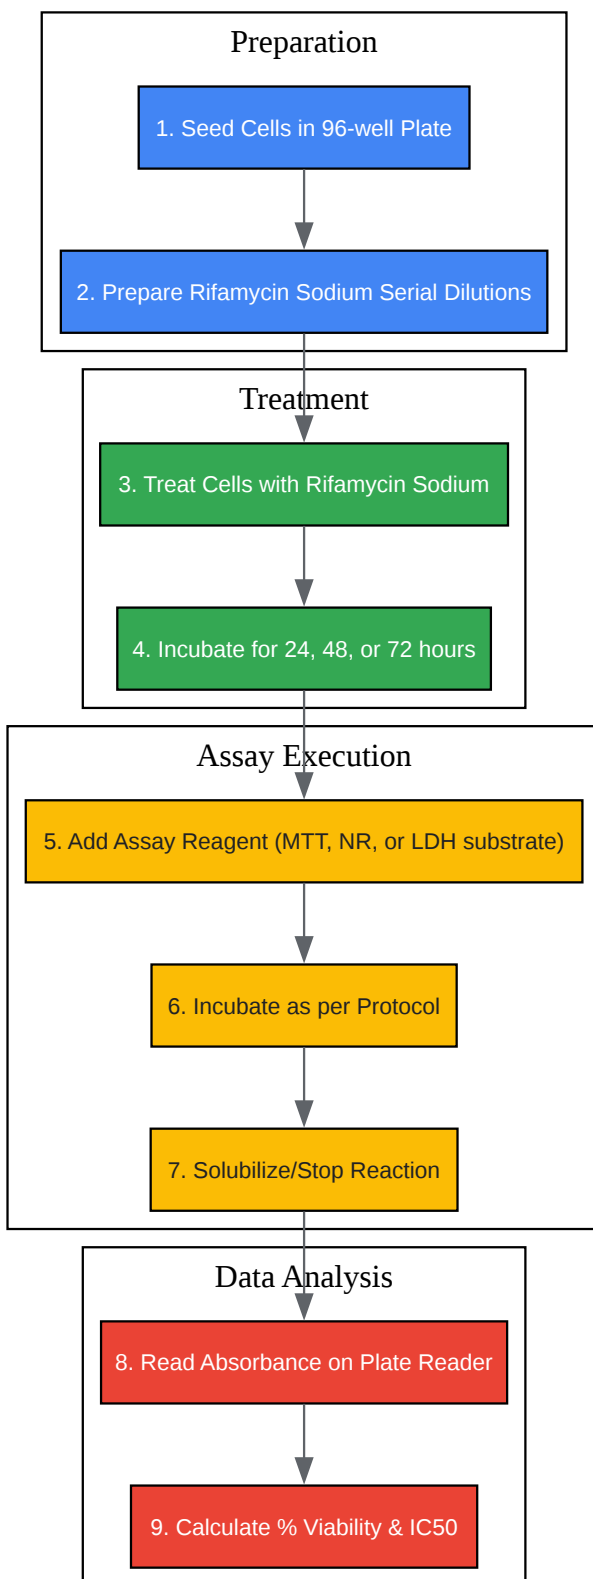 Preparation
1. Seed Cells in 96-well Plate
2. Prepare Rifamycin Sodium Serial Dilutions
Treatment
3. Treat Cells with Rifamycin Sodium
4. Incubate for 24, 48, or 72 hours
Assay Execution
5. Add Assay Reagent (MTT, NR, or LDH substrate)
6. Incubate as per Protocol
7. Solubilize/Stop Reaction
Data Analysis
8. Read Absorbance on Plate Reader
9. Calculate % Viability & IC50